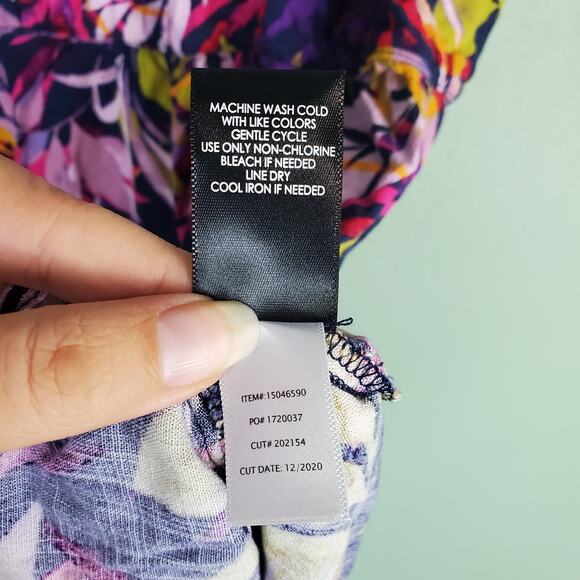 MACHINE WASH COLD
WITH LIKE COLORS
GENTLE CYCLE
USE ONLY NON-CHLORINE
BLEACH IF NEEDED
LINE DRY
COOL IRON IF NEEDED
ITEM#: 15046590
PO# 1720037
CUT# 202154
CUT DATE: 12/2020